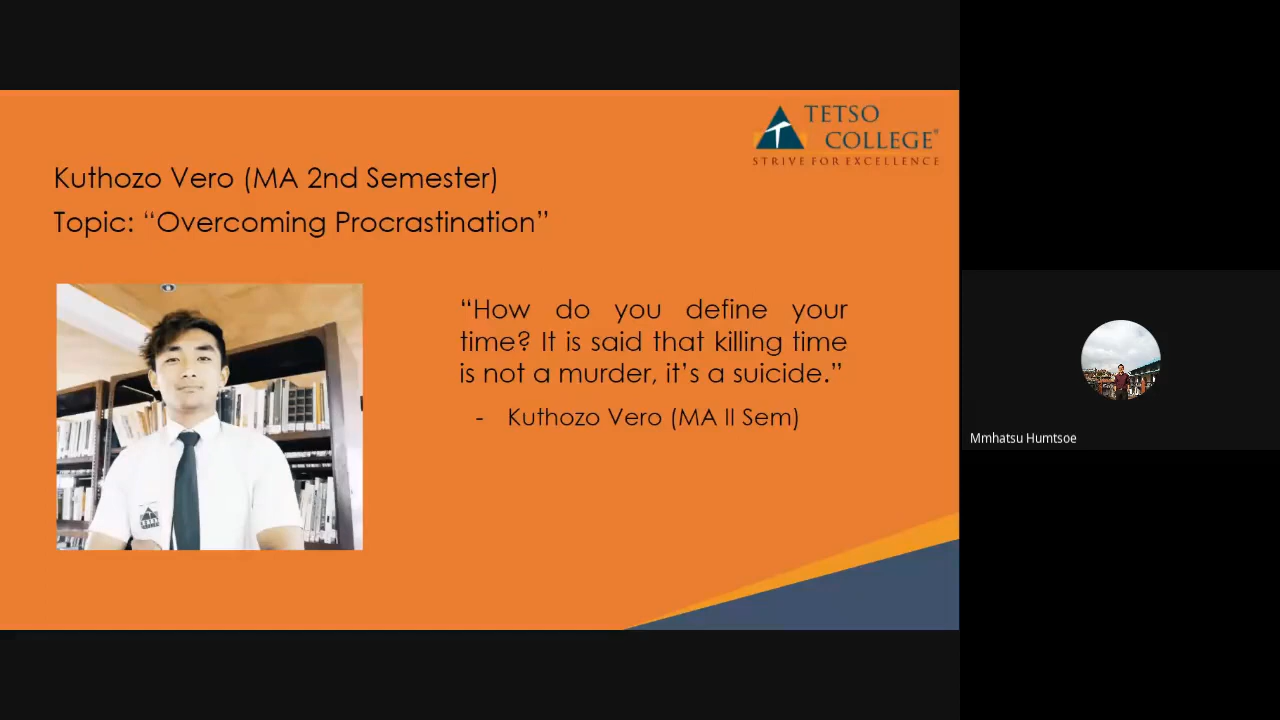 TETSO
COLLEGE®
STRIVE FOR EXCELLENCE
Kuthozo Vero (MA 2nd Semester)
Topic: “Overcoming Procrastination”
“How do you define your
time? It is said that killing time
is not a murder, it’s a suicide.”
- Kuthozo Vero (MA II Sem)
Mmhatsu Humtsoe